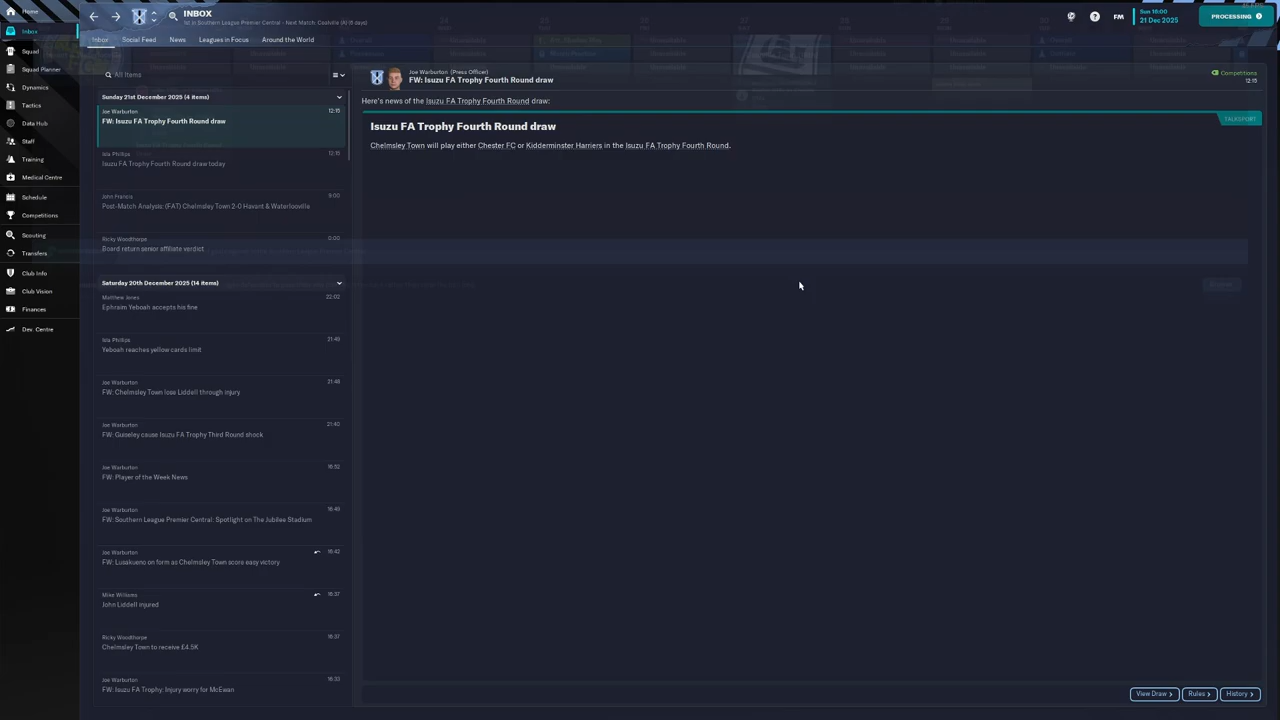 Home
Inbox
Squad
Squad Planner
Dynamics
Tactics
Data Hub
Staff
Training
Medical Centre
Schedule
Competitions
Scouting
Transfers
Club Info
Club Vision
Finances
Dev. Centre
INBOX
1st in Southern League Premier Central - Next Match: Coalville (A) (6 days)
FM
Sun 16:00
21 Dec 2025
PROCESSING
Inbox Social Feed News Leagues in Focus Around the World
All Items
Sunday 21st December 2025 (4 items)
Joe Warburton 12:15
FW: Isuzu FA Trophy Fourth Round draw
Isla Phillips 12:15
Isuzu FA Trophy Fourth Round draw today
John Francis 9:00
Post-Match Analysis: (FAT) Chelmsley Town 2-0 Havant & Waterlooville
Ricky Woodthorpe 0:00
Board return senior affiliate verdict
Saturday 20th December 2025 (14 items)
Matthew Jones 22:02
Ephraim Yeboah accepts his fine
Isla Phillips 21:49
Yeboah reaches yellow cards limit
Joe Warburton 21:48
FW: Chelmsley Town lose Liddell through injury
Joe Warburton 21:40
FW: Guiseley cause Isuzu FA Trophy Third Round shock
Joe Warburton 16:52
FW: Player of the Week News
Joe Warburton 16:49
FW: Southern League Premier Central: Spotlight on The Jubilee Stadium
Joe Warburton 16:42
FW: Lusakueno on form as Chelmsley Town score easy victory
Mike Williams 16:37
John Liddell injured
Ricky Woodthorpe 16:37
Chelmsley Town to receive £4.5K
Joe Warburton 16:33
FW: Isuzu FA Trophy: Injury worry for McEwan
Joe Warburton (Press Officer)
FW: Isuzu FA Trophy Fourth Round draw
Competitions
12:15
Here's news of the Isuzu FA Trophy Fourth Round draw:
TALKSPORT
Isuzu FA Trophy Fourth Round draw
Chelmsley Town will play either Chester FC or Kidderminster Harriers in the Isuzu FA Trophy Fourth Round.
View Draw Rules History